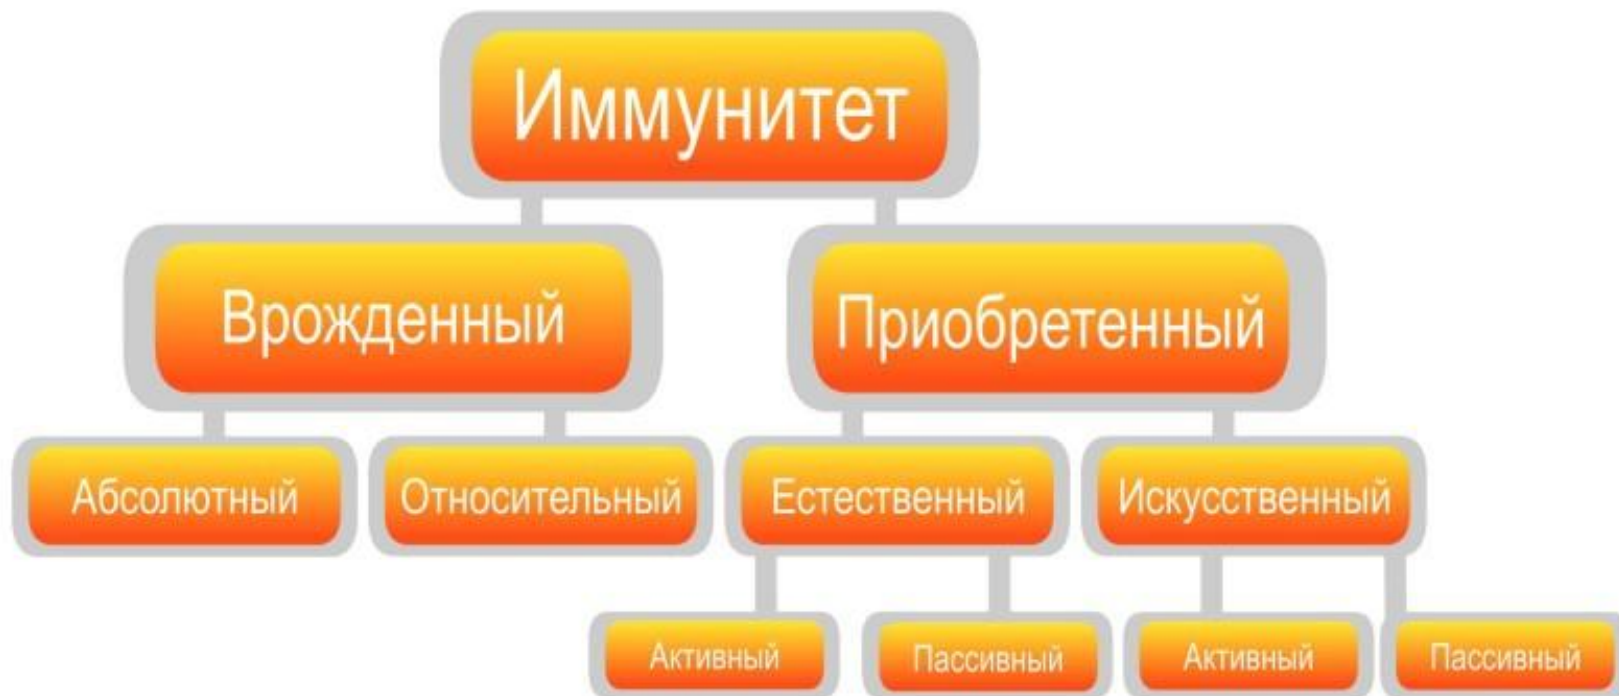 Иммунитет
Врожденный
Приобретенный
Абсолютный
Относительный
Естественный
Искусственный
Активный
Пассивный
Активный
Пассивный